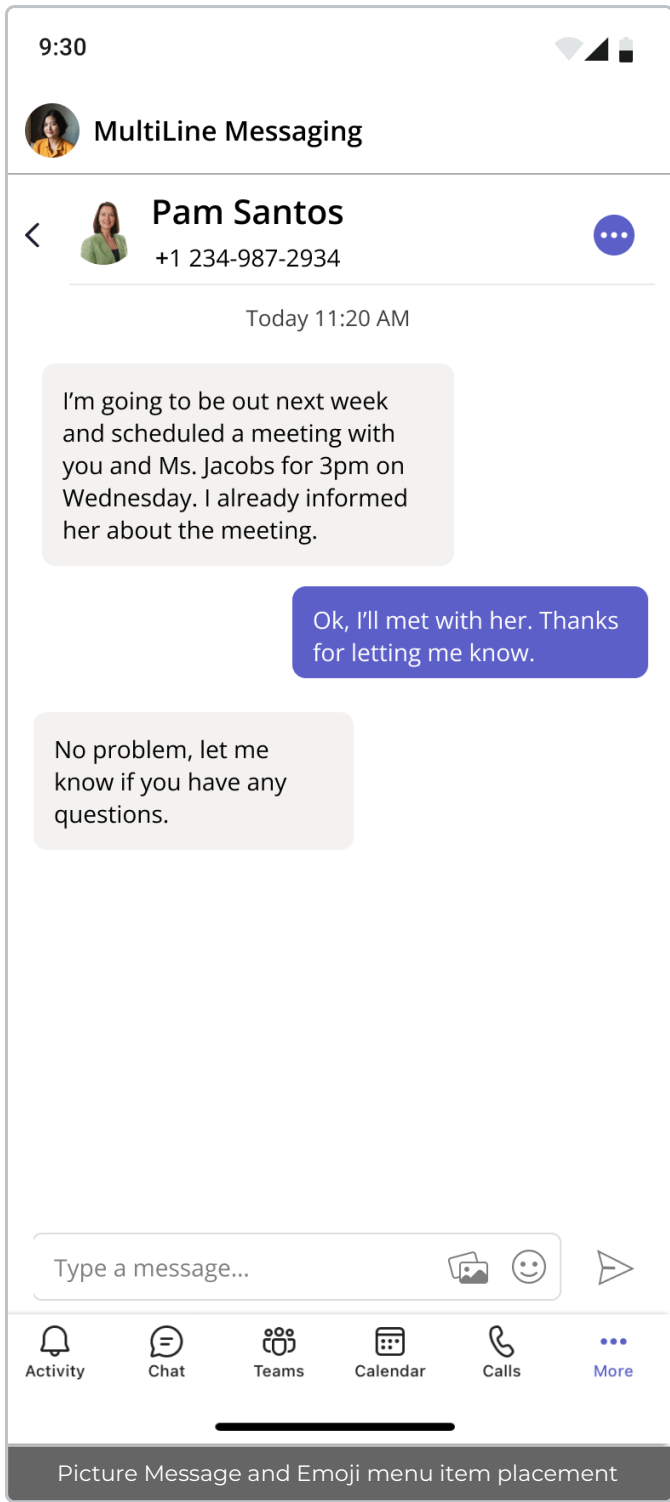 9:30
MultiLine Messaging
Pam Santos
+1 234-987-2934
Today 11:20 AM
I’m going to be out next week
and scheduled a meeting with
you and Ms. Jacobs for 3pm on
Wednesday. I already informed
her about the meeting.
Ok, I’ll met with her. Thanks
for letting me know.
No problem, let me
know if you have any
questions.
Type a message...
Activity
Chat
Teams
Calendar
Calls
More
Picture Message and Emoji menu item placement